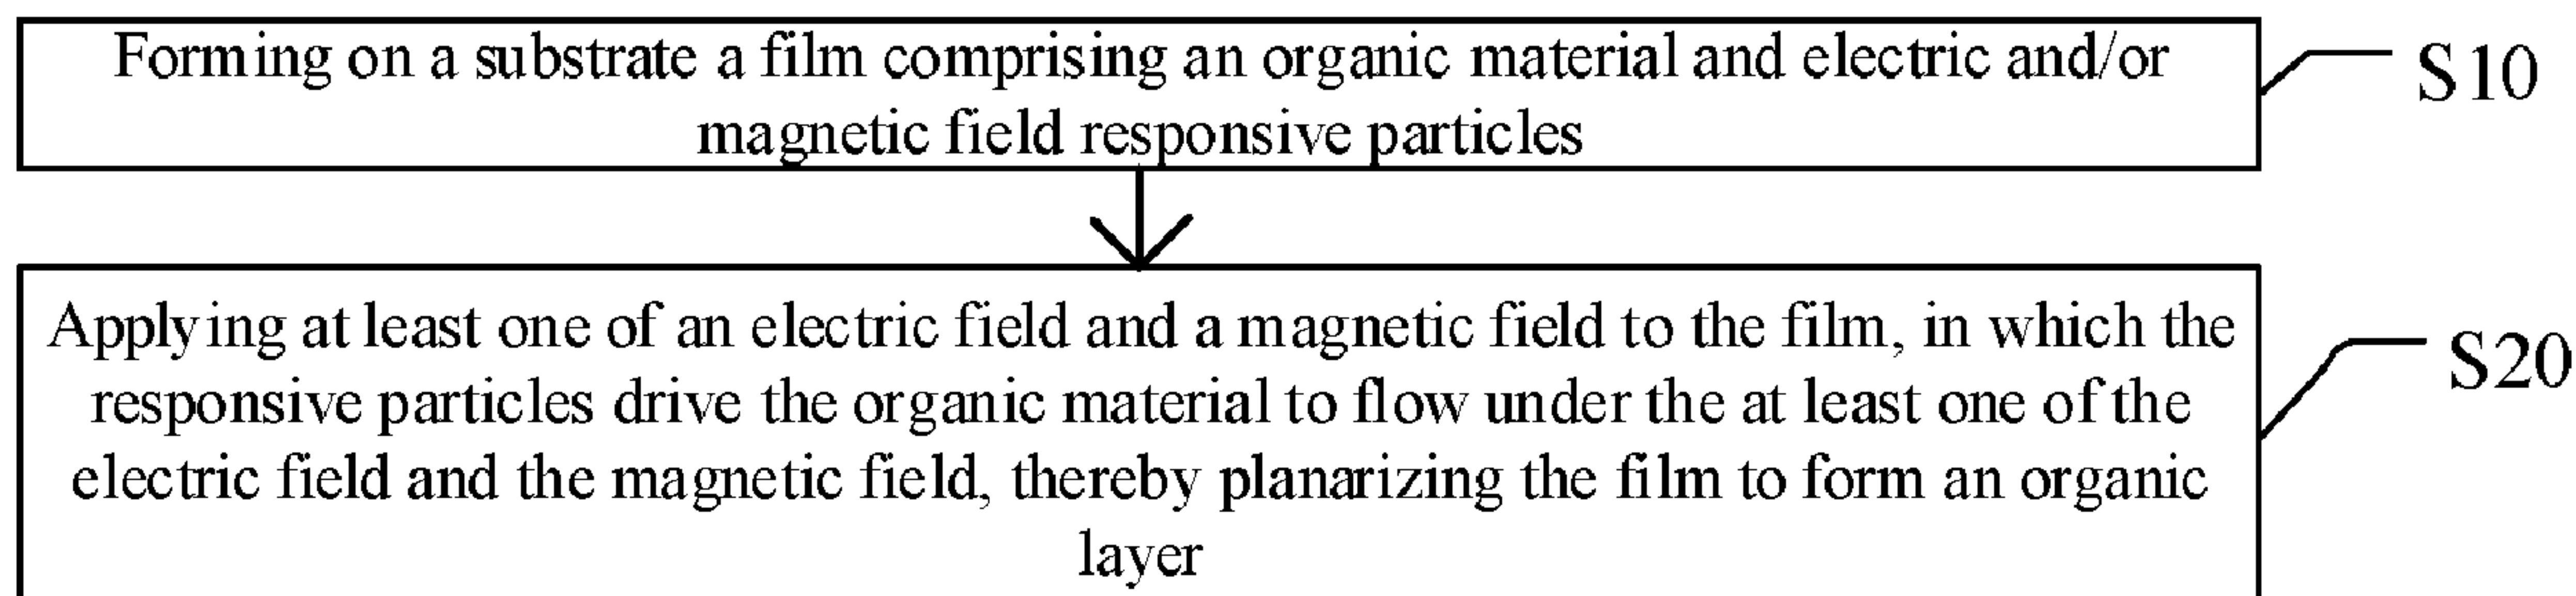 Forming on a substrate a film comprising an organic material and electric and/or
magnetic field responsive particles
S10
Applying at least one of an electric field and a magnetic field to the film, in which the
responsive particles drive the organic material to flow under the at least one of the
electric field and the magnetic field, thereby planarizing the film to form an organic
layer
S20